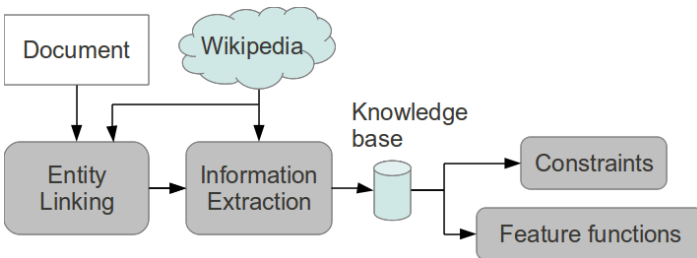 Document
Wikipedia
Knowledge
base
Entity
Linking
Information
Extraction
Constraints
Feature functions